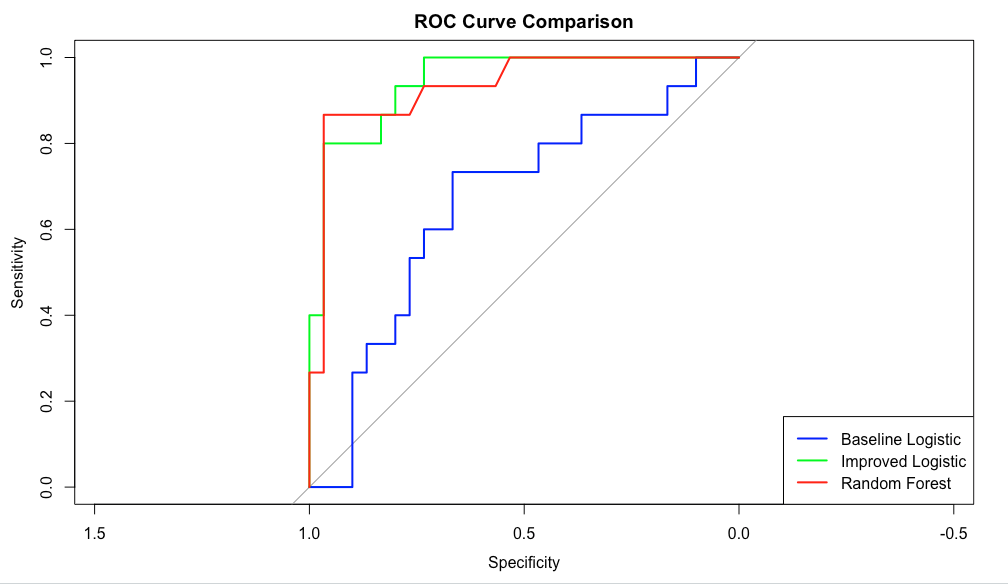 ROC Curve Comparison
Sensitivity
1.0
0.8
0.6
0.4
0.2
0.0
1.5 1.0 0.5 0.0 -0.5
Specificity
Baseline Logistic
Improved Logistic
Random Forest